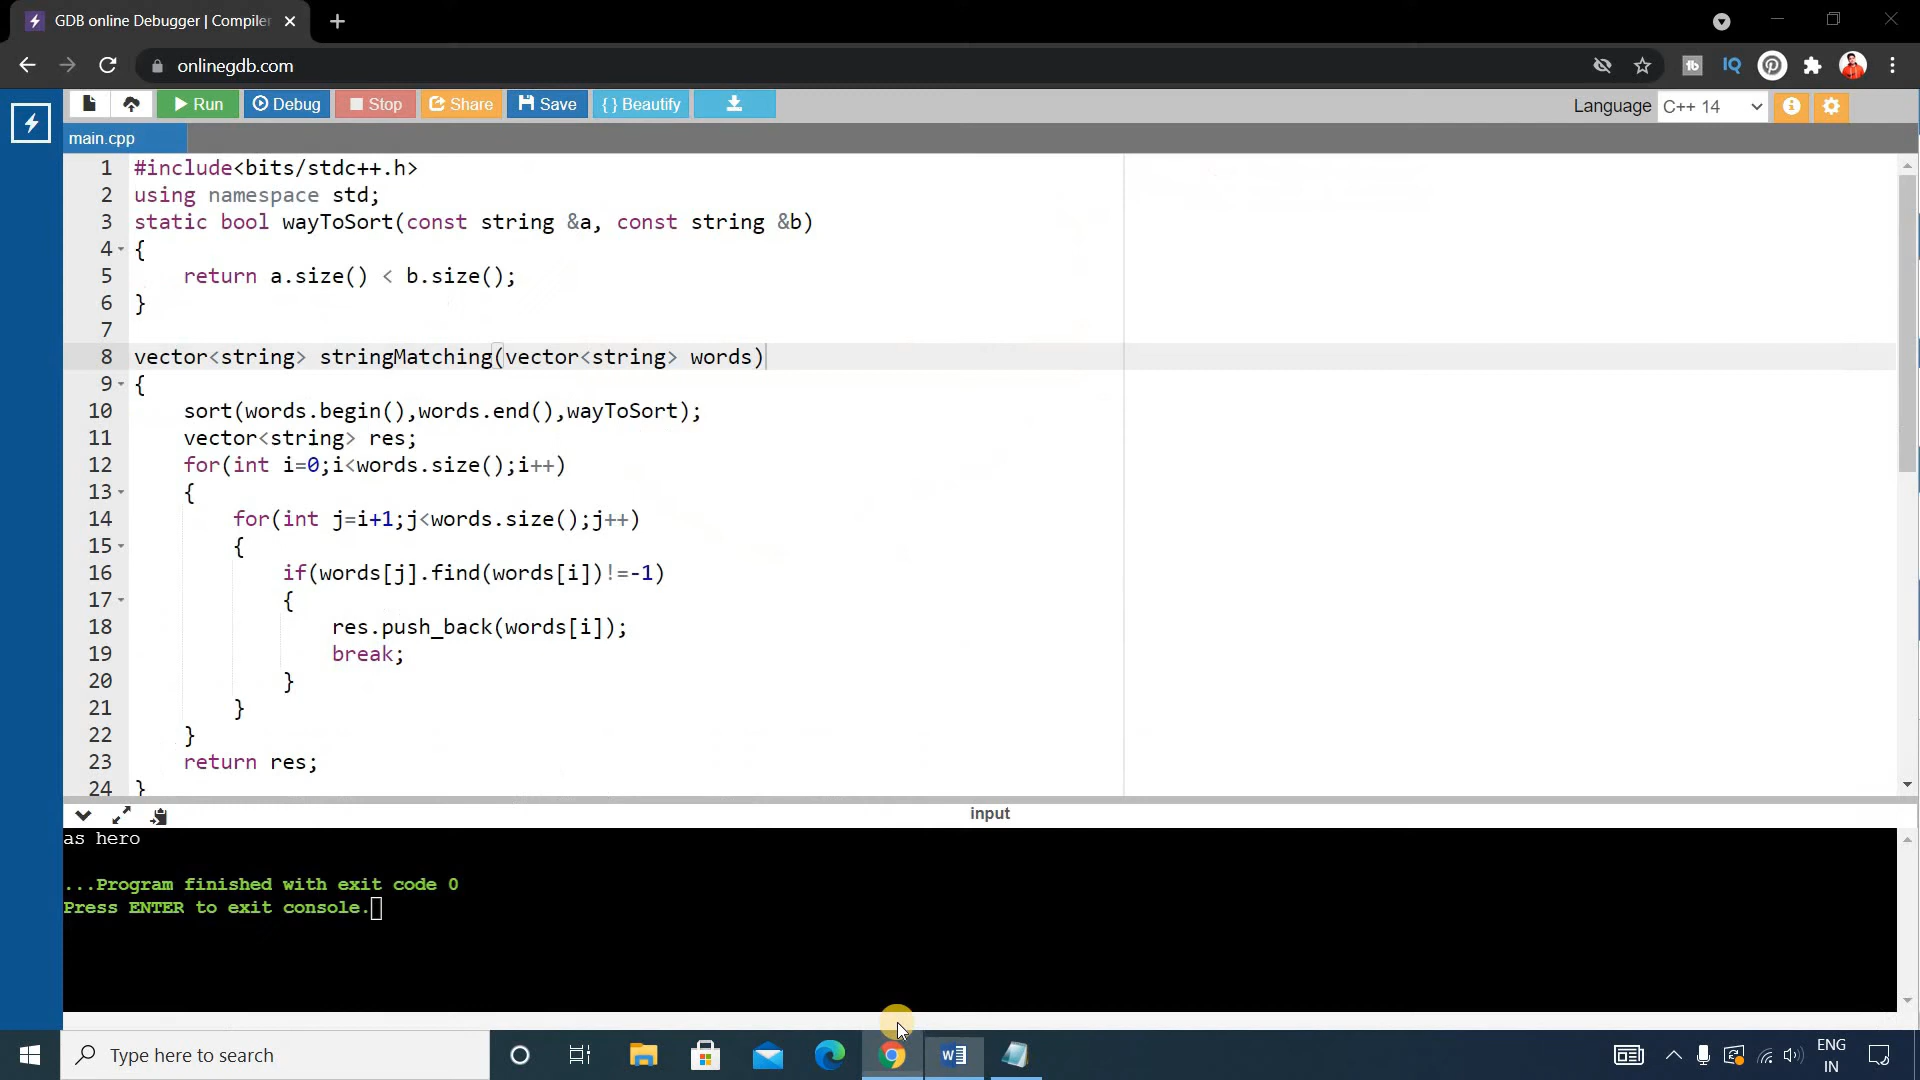 GDB online Debugger | Compiler
onlinegdb.com
IQ
Run
Debug
Stop
Share
Save
{ } Beautify
Language
C++ 14
main.cpp
1 #include<bits/stdc++.h>
2 using namespace std;
3 static bool wayToSort(const string &a, const string &b)
4 {
5 return a.size() < b.size();
6 }
7
8 vector<string> stringMatching(vector<string> words)
9 {
10 sort(words.begin(),words.end(),wayToSort);
11 vector<string> res;
12 for(int i=0;i<words.size();i++)
13 {
14 for(int j=i+1;j<words.size();j++)
15 {
16 if(words[j].find(words[i])!=-1)
17 {
18 res.push_back(words[i]);
19 break;
20 }
21 }
22 }
23 return res;
24 }
input
as hero
...Program finished with exit code 0
Press ENTER to exit console.
Type here to search
ENG
IN